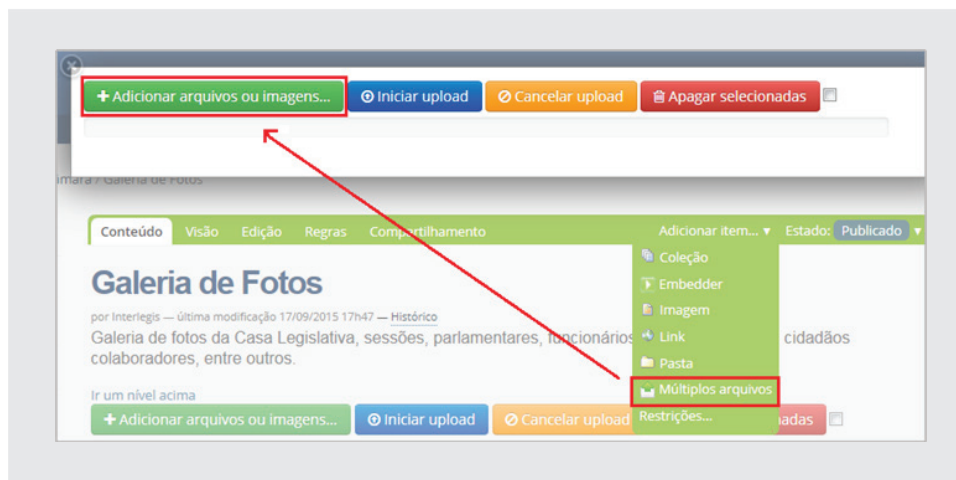 + Adicionar arquivos ou imagens... Iniciar upload Cancelar upload Apagar selecionadas
imara / Galeria de Fotos
Conteúdo Visão Edição Regras Compartilhamento Adicionar item... ▼ Estado: Publicado ▼
Coleção
Embedder
Imagem
Link
Pasta
Múltiplos arquivos
Restrições...
Galeria de Fotos
por Interlegis — última modificação 17/09/2015 17h47 — Histórico
Galeria de fotos da Casa Legislativa, sessões, parlamentares, funcionários cidadãos
colaboradores, entre outros.
Ir um nível acima
+ Adicionar arquivos ou imagens... Iniciar upload Cancelar upload nadas